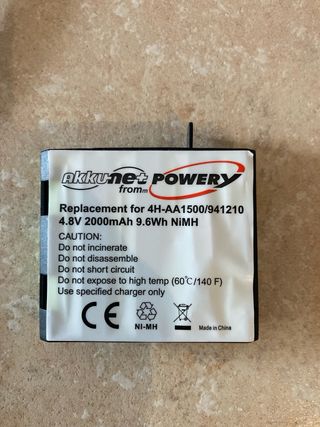 akku-net
from
POWERY
Replacement for 4H-AA1500/941210
4.8V 2000mAh 9.6Wh NiMH
CAUTION:
Do not incinerate
Do not disassemble
Do not short circuit
Do not expose to high temp (60℃/140 F)
Use specified charger only
CE
NI-MH
RoHS
Made in China